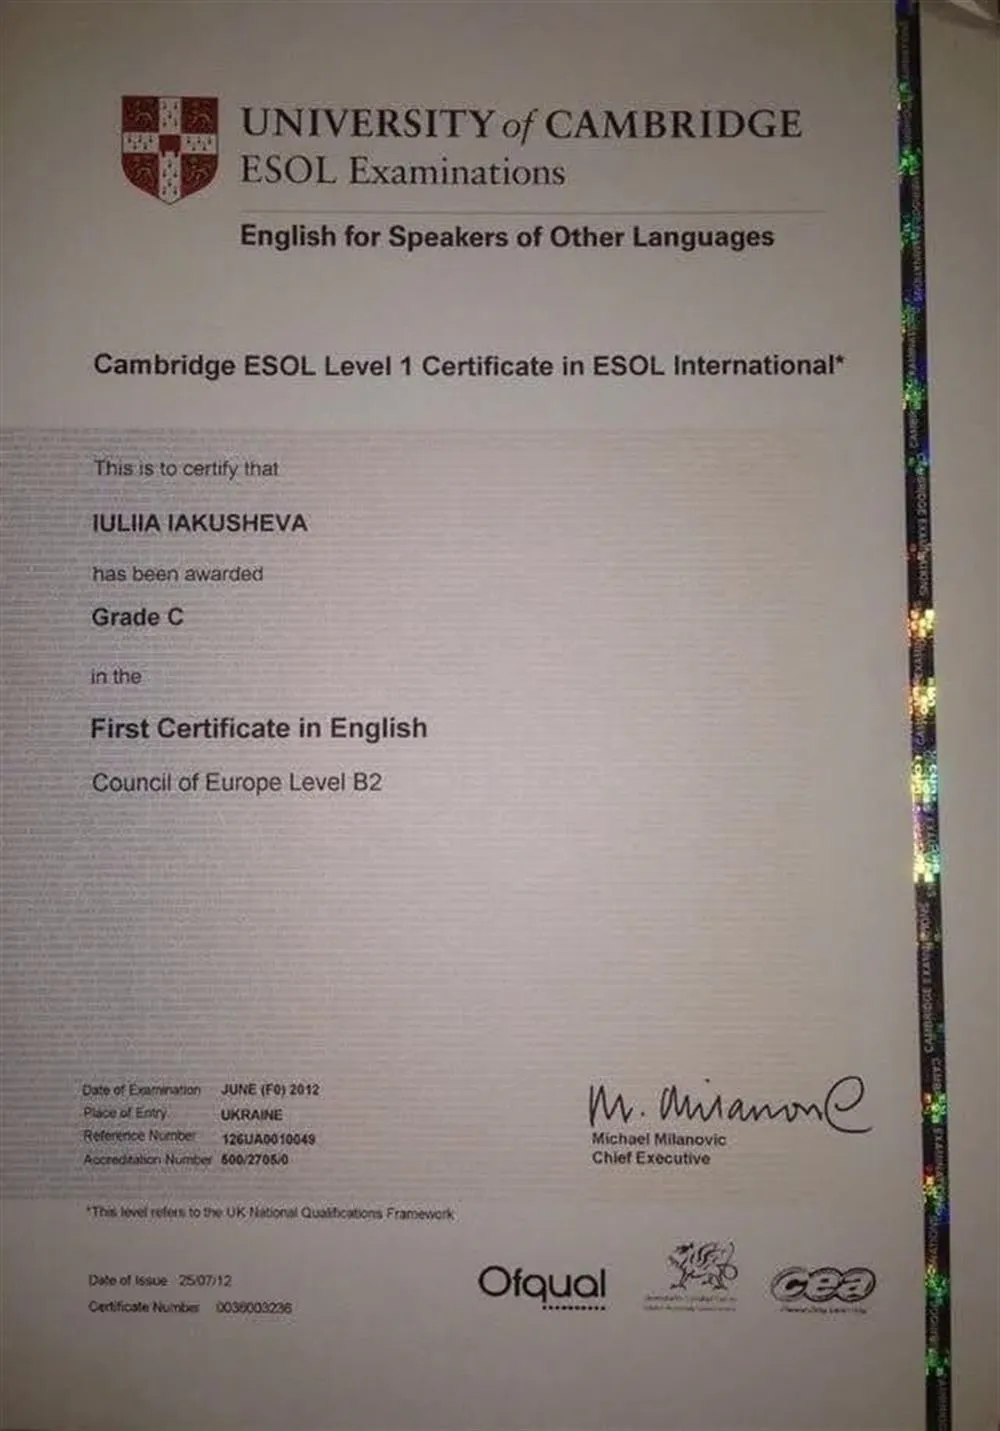 UNIVERSITY of CAMBRIDGE
ESOL Examinations
English for Speakers of Other Languages
Cambridge ESOL Level 1 Certificate in ESOL International*
This is to certify that
IULIIA IAKUSHEVA
has been awarded
Grade C
in the
First Certificate in English
Council of Europe Level B2
Date of Examination JUNE (F0) 2012
Place of Entry UKRAINE
Reference Number 126UA0010049
Accreditation Number 500/2705/0
M. Milanovic
Michael Milanovic
Chief Executive
*This level refers to the UK National Qualifications Framework
Date of Issue 25/07/12
Certificate Number 0036003236
Ofqual
cea
CAMBRIDGE EXAMINATIONS